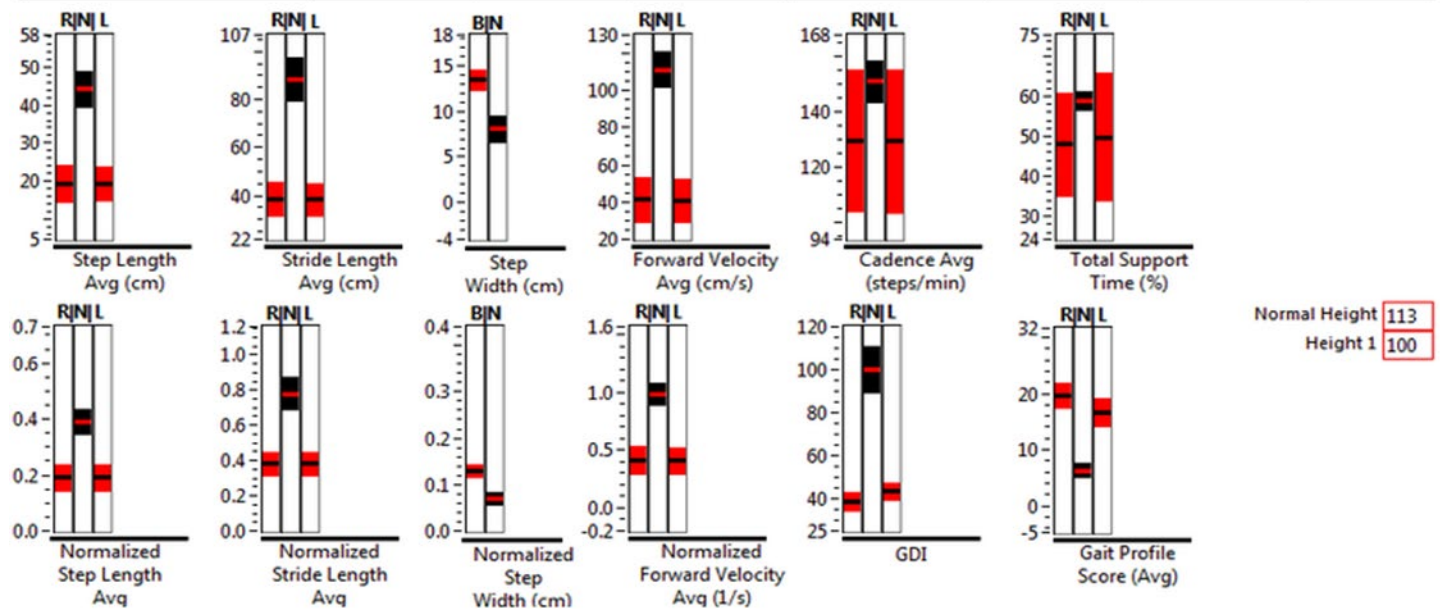 R|N| L
58
50
40
30
20
5
Step Length
Avg (cm)
R|N| L
107
80
60
40
22
Stride Length
Avg (cm)
B|N
18
15
10
5
0
-4
Step
Width (cm)
R|N| L
130
100
80
60
40
20
Forward Velocity
Avg (cm/s)
R|N| L
168
140
120
94
Cadence Avg
(steps/min)
R|N| L
75
60
50
40
30
24
Total Support
Time (%)
R|N| L
0.7
0.6
0.4
0.2
0.0
Normalized
Step Length
Avg
R|N| L
1.2
1.0
0.8
0.6
0.4
0.2
0.0
Normalized
Stride Length
Avg
B|N
0.4
0.3
0.2
0.1
0.0
Normalized
Step
Width (cm)
R|N| L
1.6
1.0
0.5
0.0
-0.2
Normalized
Forward Velocity
Avg (1/s)
R|N| L
120
100
80
60
40
25
GDI
R|N| L
32
20
10
0
-5
Gait Profile
Score (Avg)
Normal Height 113
Height 1 100